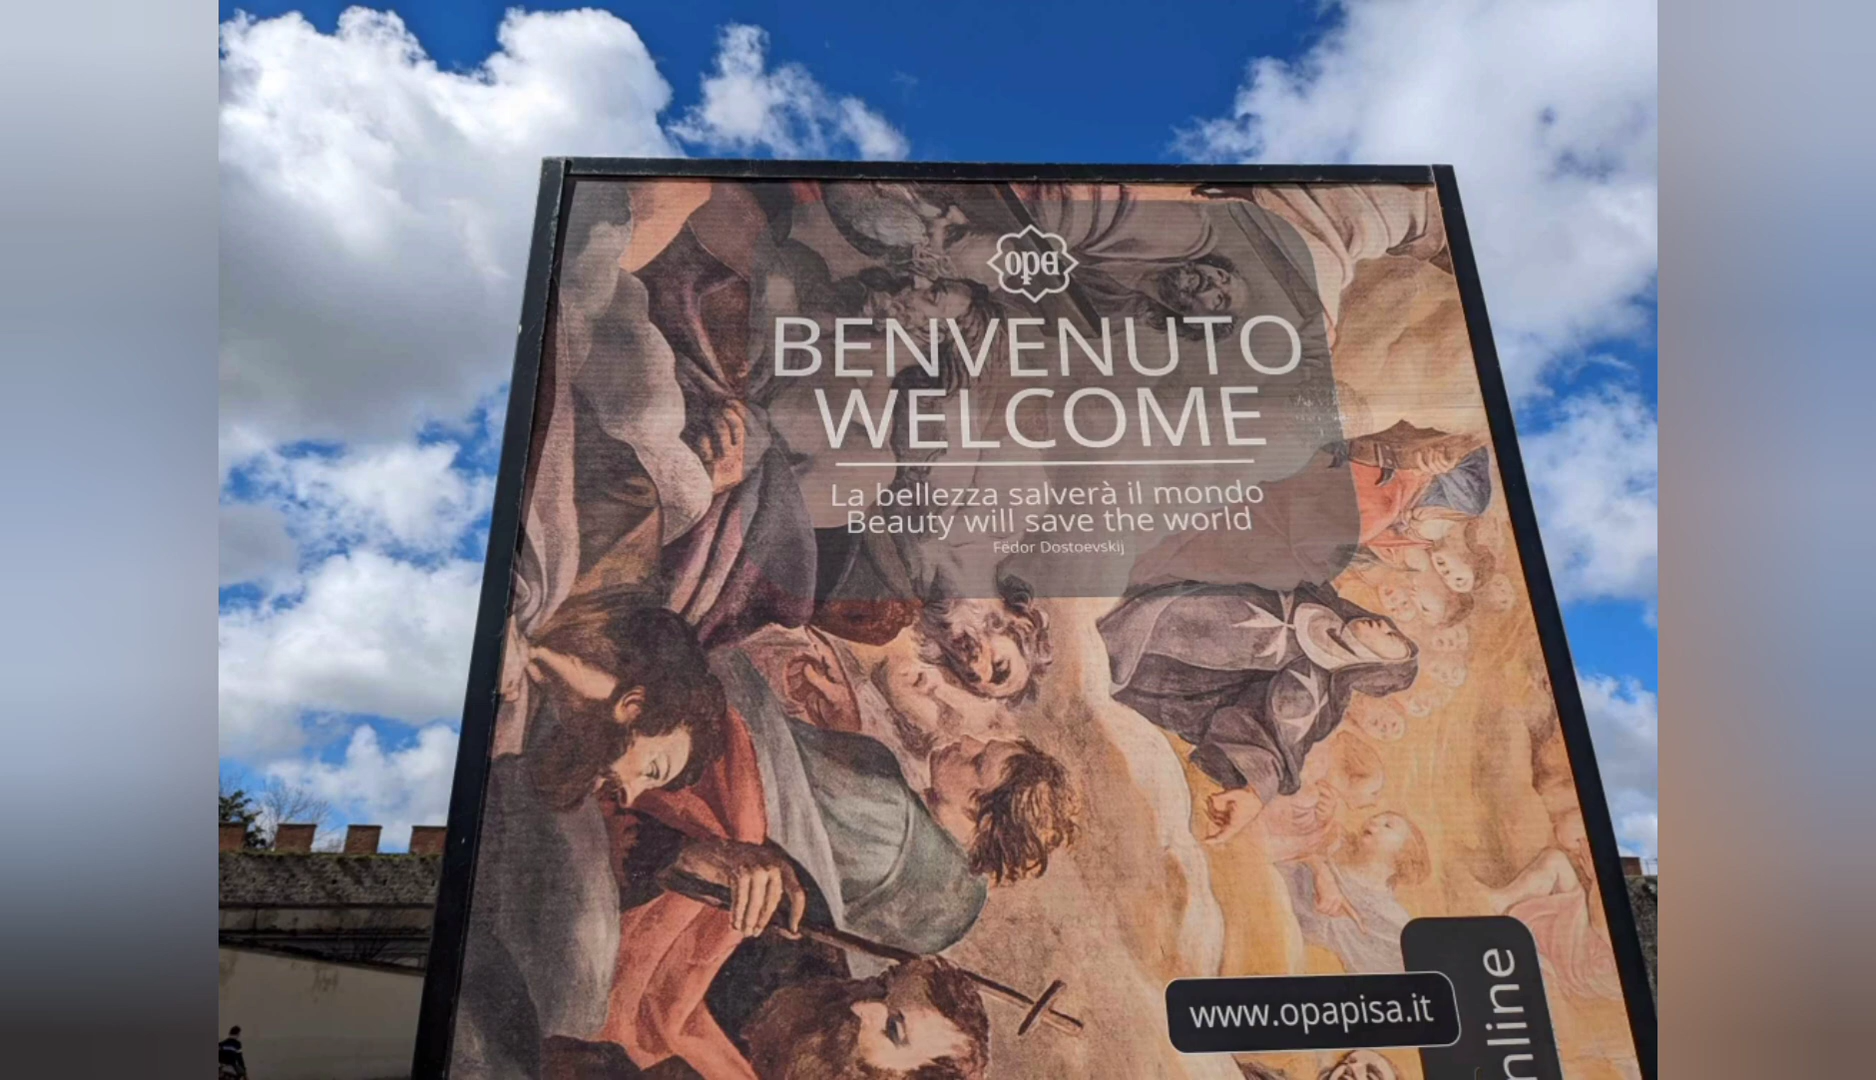 opa
BENVENUTO
WELCOME
La bellezza salverà il mondo
Beauty will save the world
Fëdor Dostoevskij
www.opapisa.it
nline